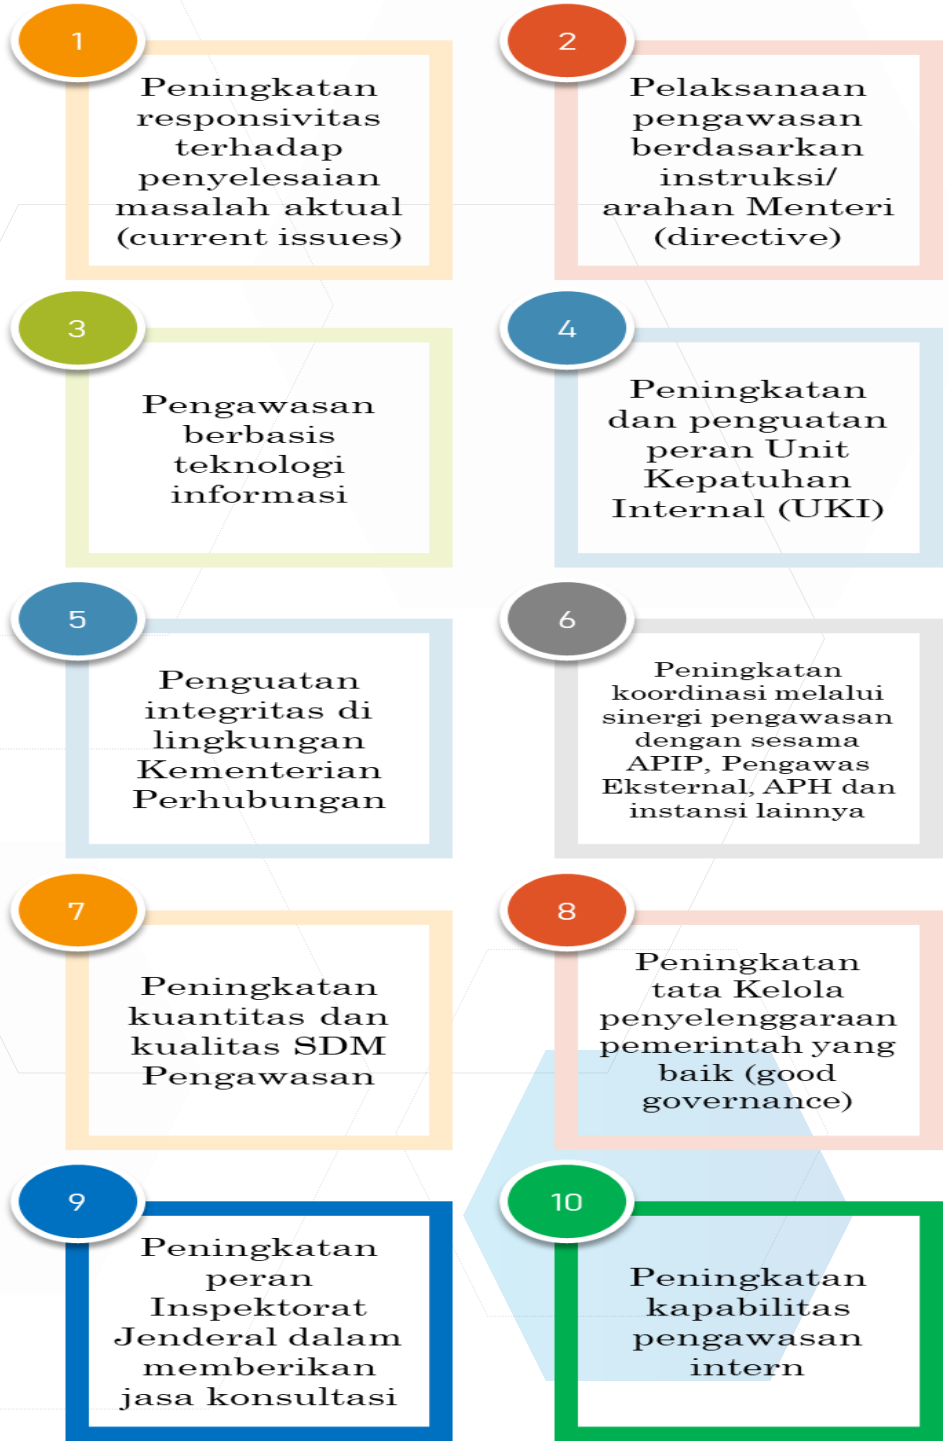 1
Peningkatan
responsivitas
terhadap
penyelesaian
masalah aktual
(current issues)
2
Pelaksanaan
pengawasan
berdasarkan
instruksi/
arahan Menteri
(directive)
3
Pengawasan
berbasis
teknologi
informasi
4
Peningkatan
dan penguatan
peran Unit
Kepatuhan
Internal (UKI)
5
Penguatan
integritas di
lingkungan
Kementerian
Perhubungan
6
Peningkatan
koordinasi melalui
sinergi pengawasan
dengan sesama
APIP, Pengawas
Eksternal, APH dan
instansi lainnya
7
Peningkatan
kuantitas dan
kualitas SDM
Pengawasan
8
Peningkatan
tata Kelola
penyelenggaraan
pemerintah yang
baik (good
governance)
9
Peningkatan
peran
Inspektorat
Jenderal dalam
memberikan
jasa konsultasi
10
Peningkatan
kapabilitas
pengawasan
intern